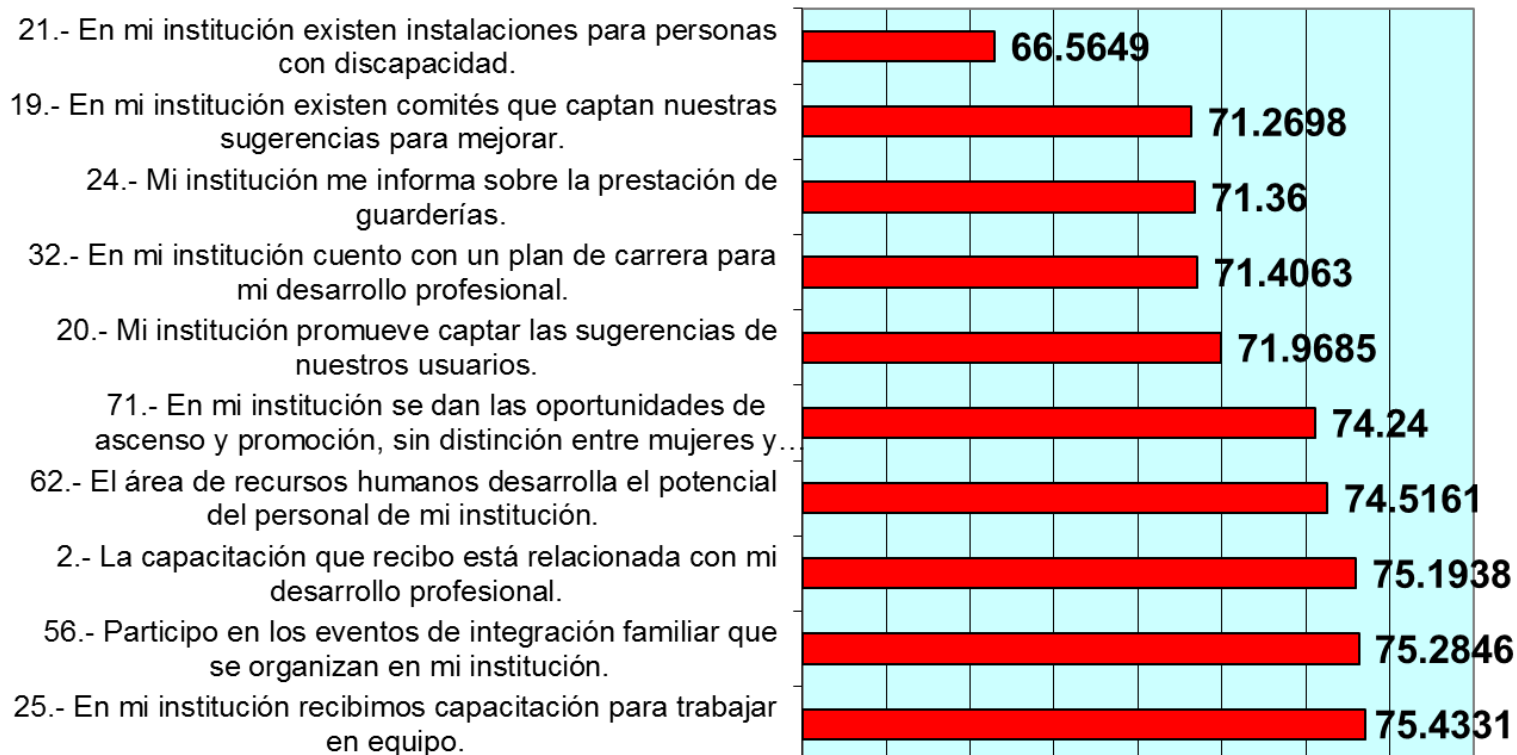 21.- En mi institución existen instalaciones para personas
con discapacidad.
66.5649
19.- En mi institución existen comités que captan nuestras
sugerencias para mejorar.
71.2698
24.- Mi institución me informa sobre la prestación de
guarderías.
71.36
32.- En mi institución cuento con un plan de carrera para
mi desarrollo profesional.
71.4063
20.- Mi institución promueve captar las sugerencias de
nuestros usuarios.
71.9685
71.- En mi institución se dan las oportunidades de
ascenso y promoción, sin distinción entre mujeres y…
74.24
62.- El área de recursos humanos desarrolla el potencial
del personal de mi institución.
74.5161
2.- La capacitación que recibo está relacionada con mi
desarrollo profesional.
75.1938
56.- Participo en los eventos de integración familiar que
se organizan en mi institución.
75.2846
25.- En mi institución recibimos capacitación para trabajar
en equipo.
75.4331